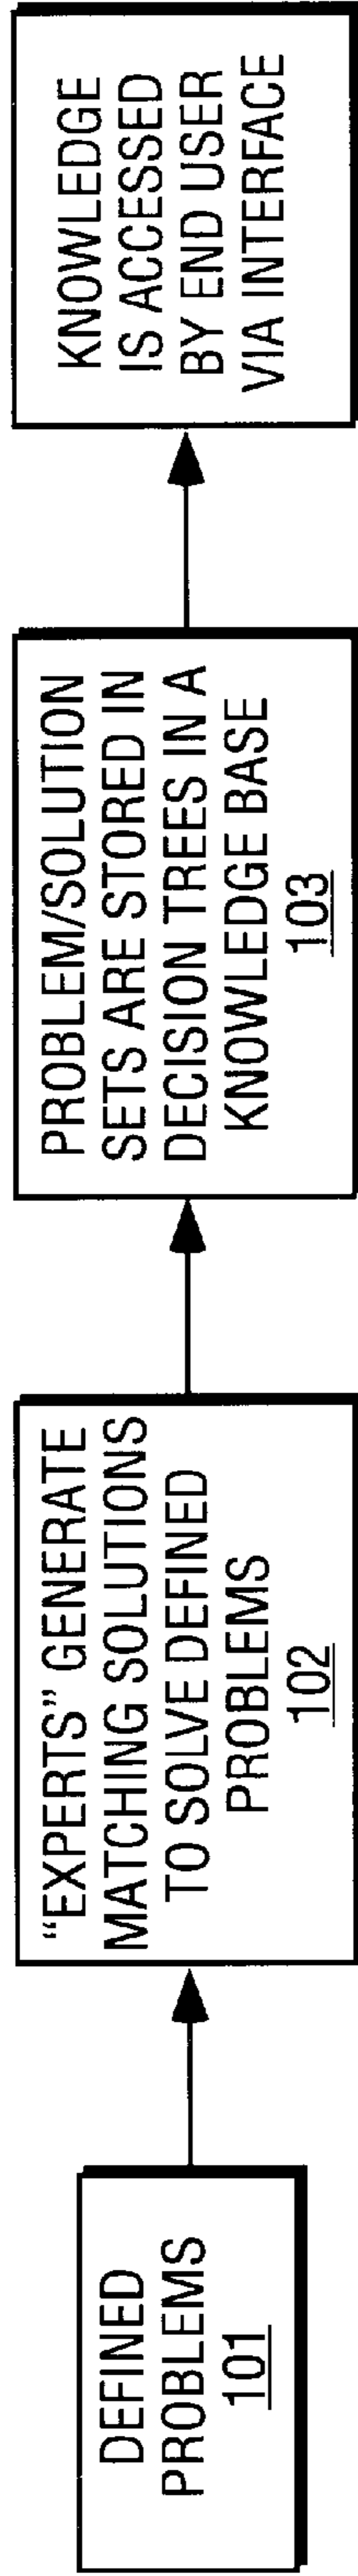 DEFINED
PROBLEMS
101
“EXPERTS” GENERATE
MATCHING SOLUTIONS
TO SOLVE DEFINED
PROBLEMS
102
PROBLEM/SOLUTION
SETS ARE STORED IN
DECISION TREES IN A
KNOWLEDGE BASE
103
KNOWLEDGE
IS ACCESSED
BY END USER
VIA INTERFACE